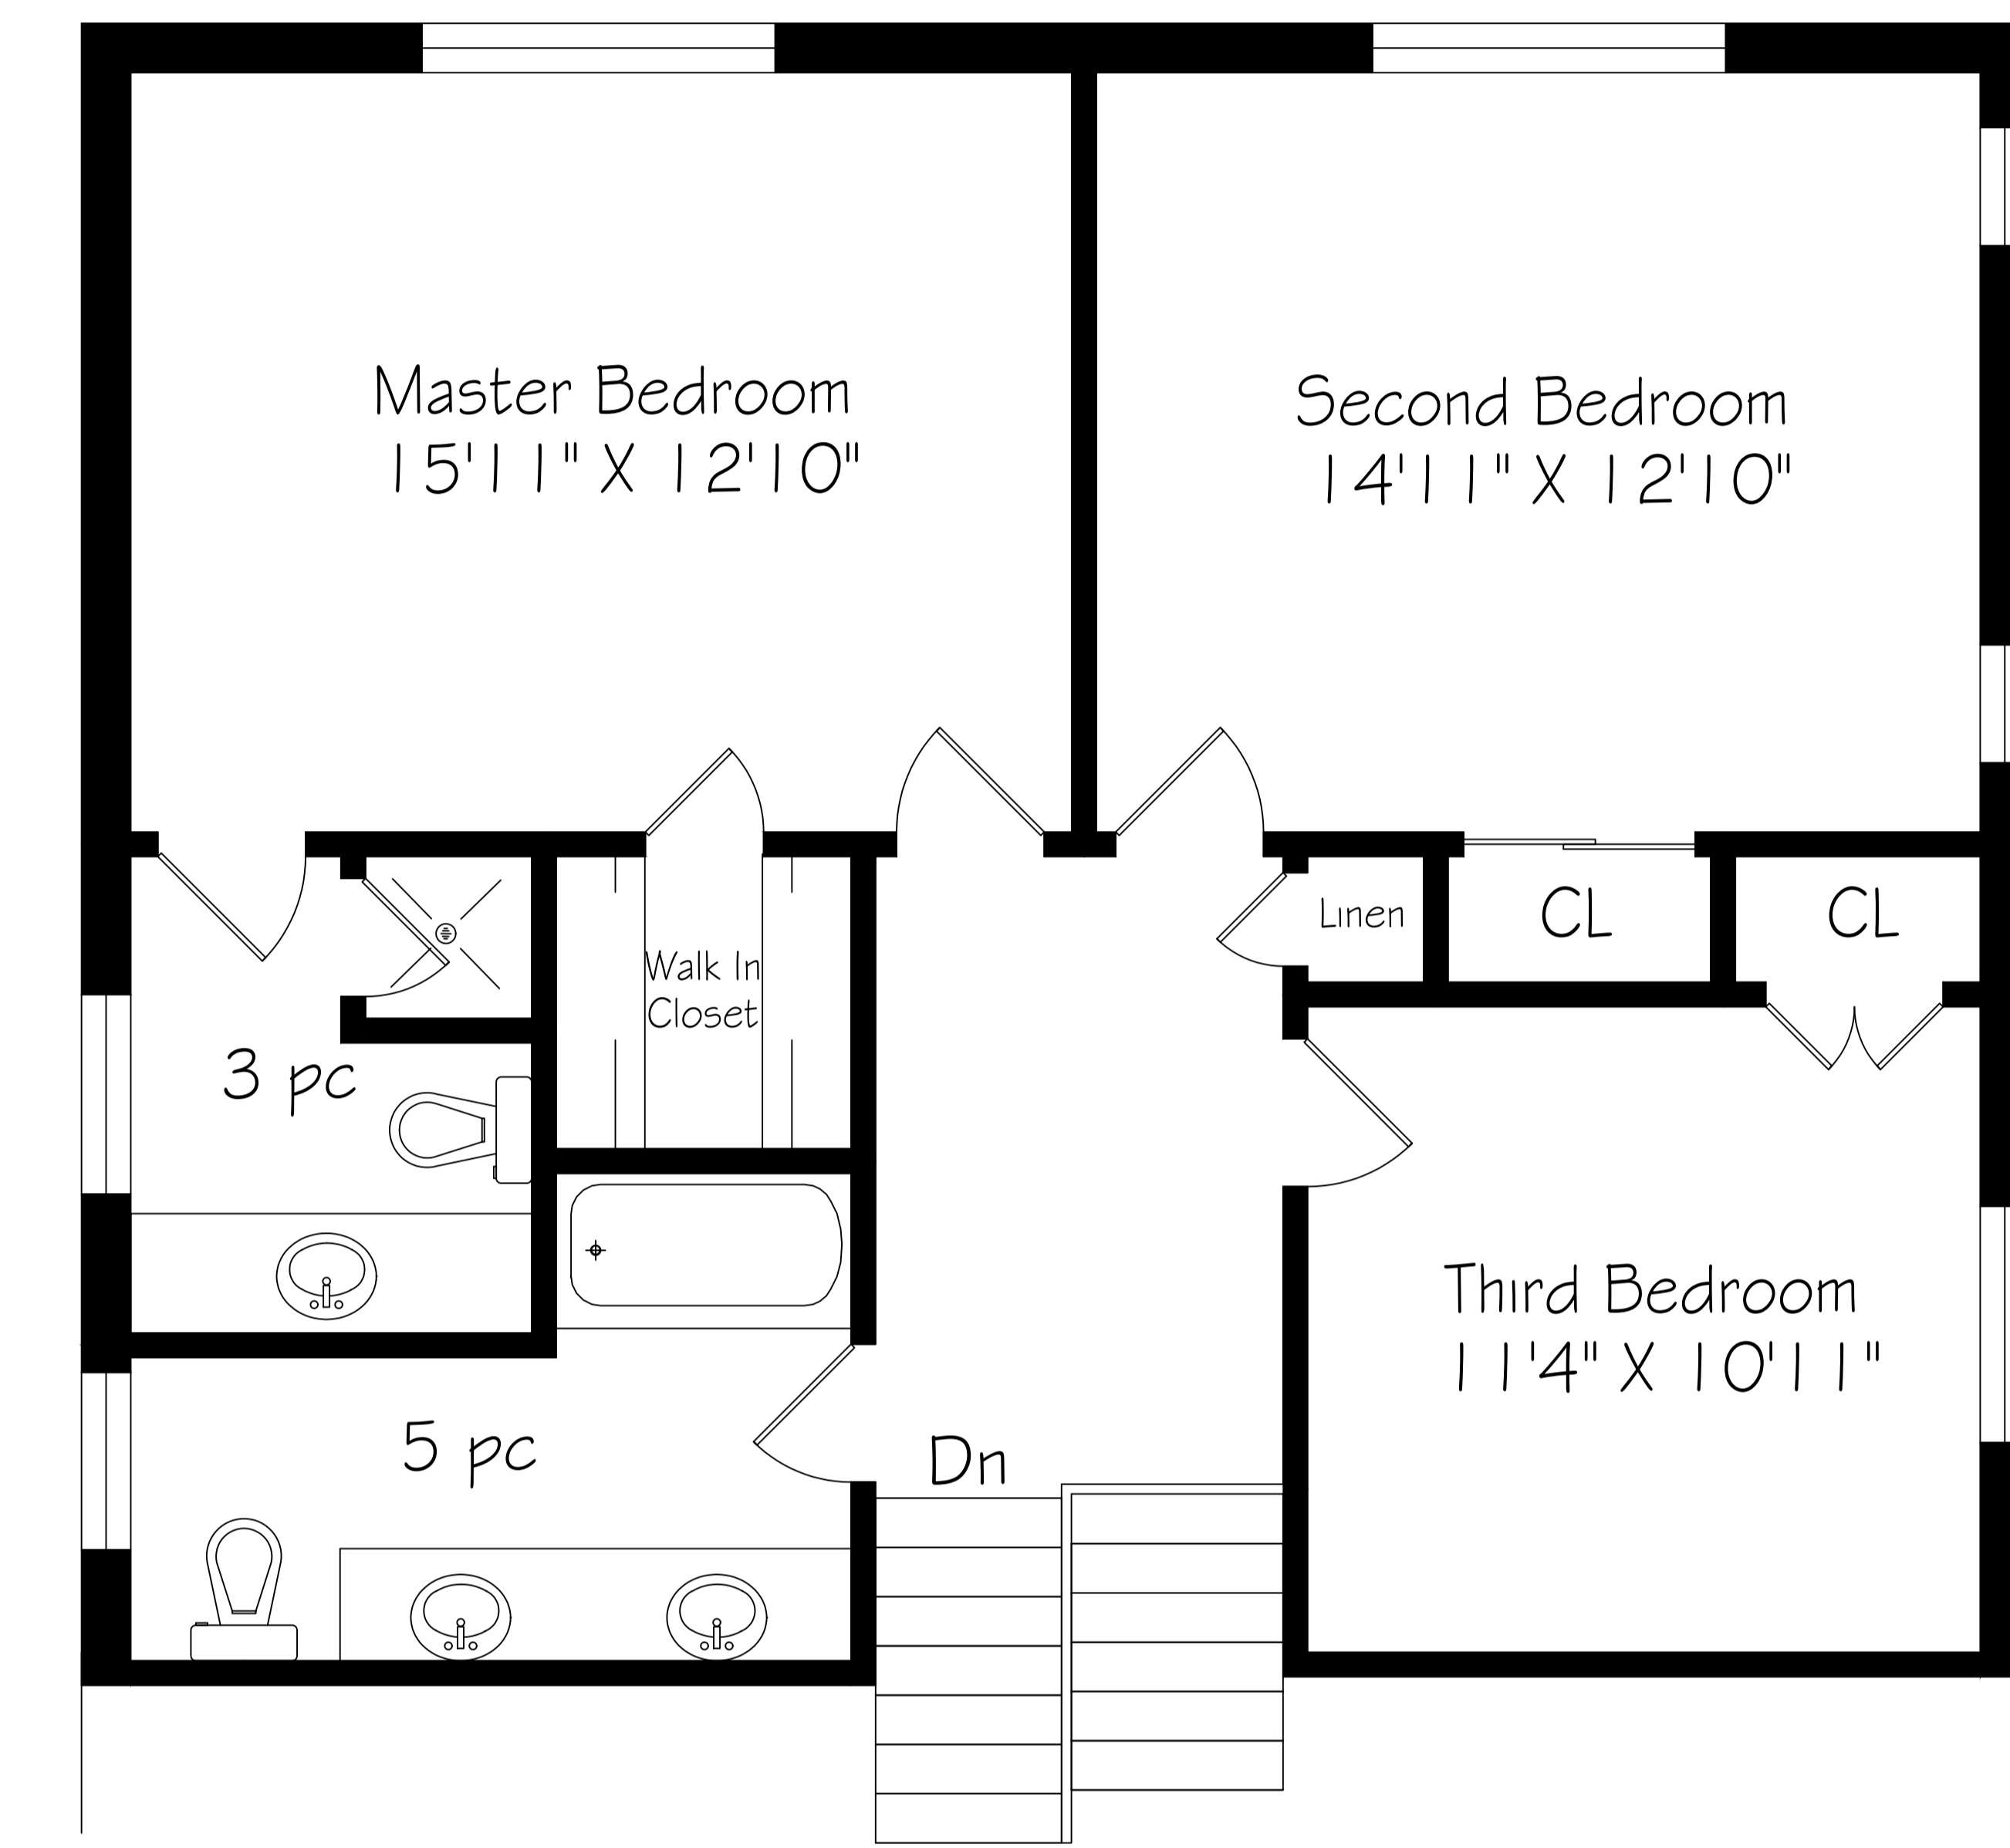 Master Bedroom
15'11" X 12'10"
Second Bedroom
14'11" X 12'10"
Walk In
Closet
Linen
CL
CL
3 pc
Third Bedroom
11'4" X 10'11"
5 pc
Dn